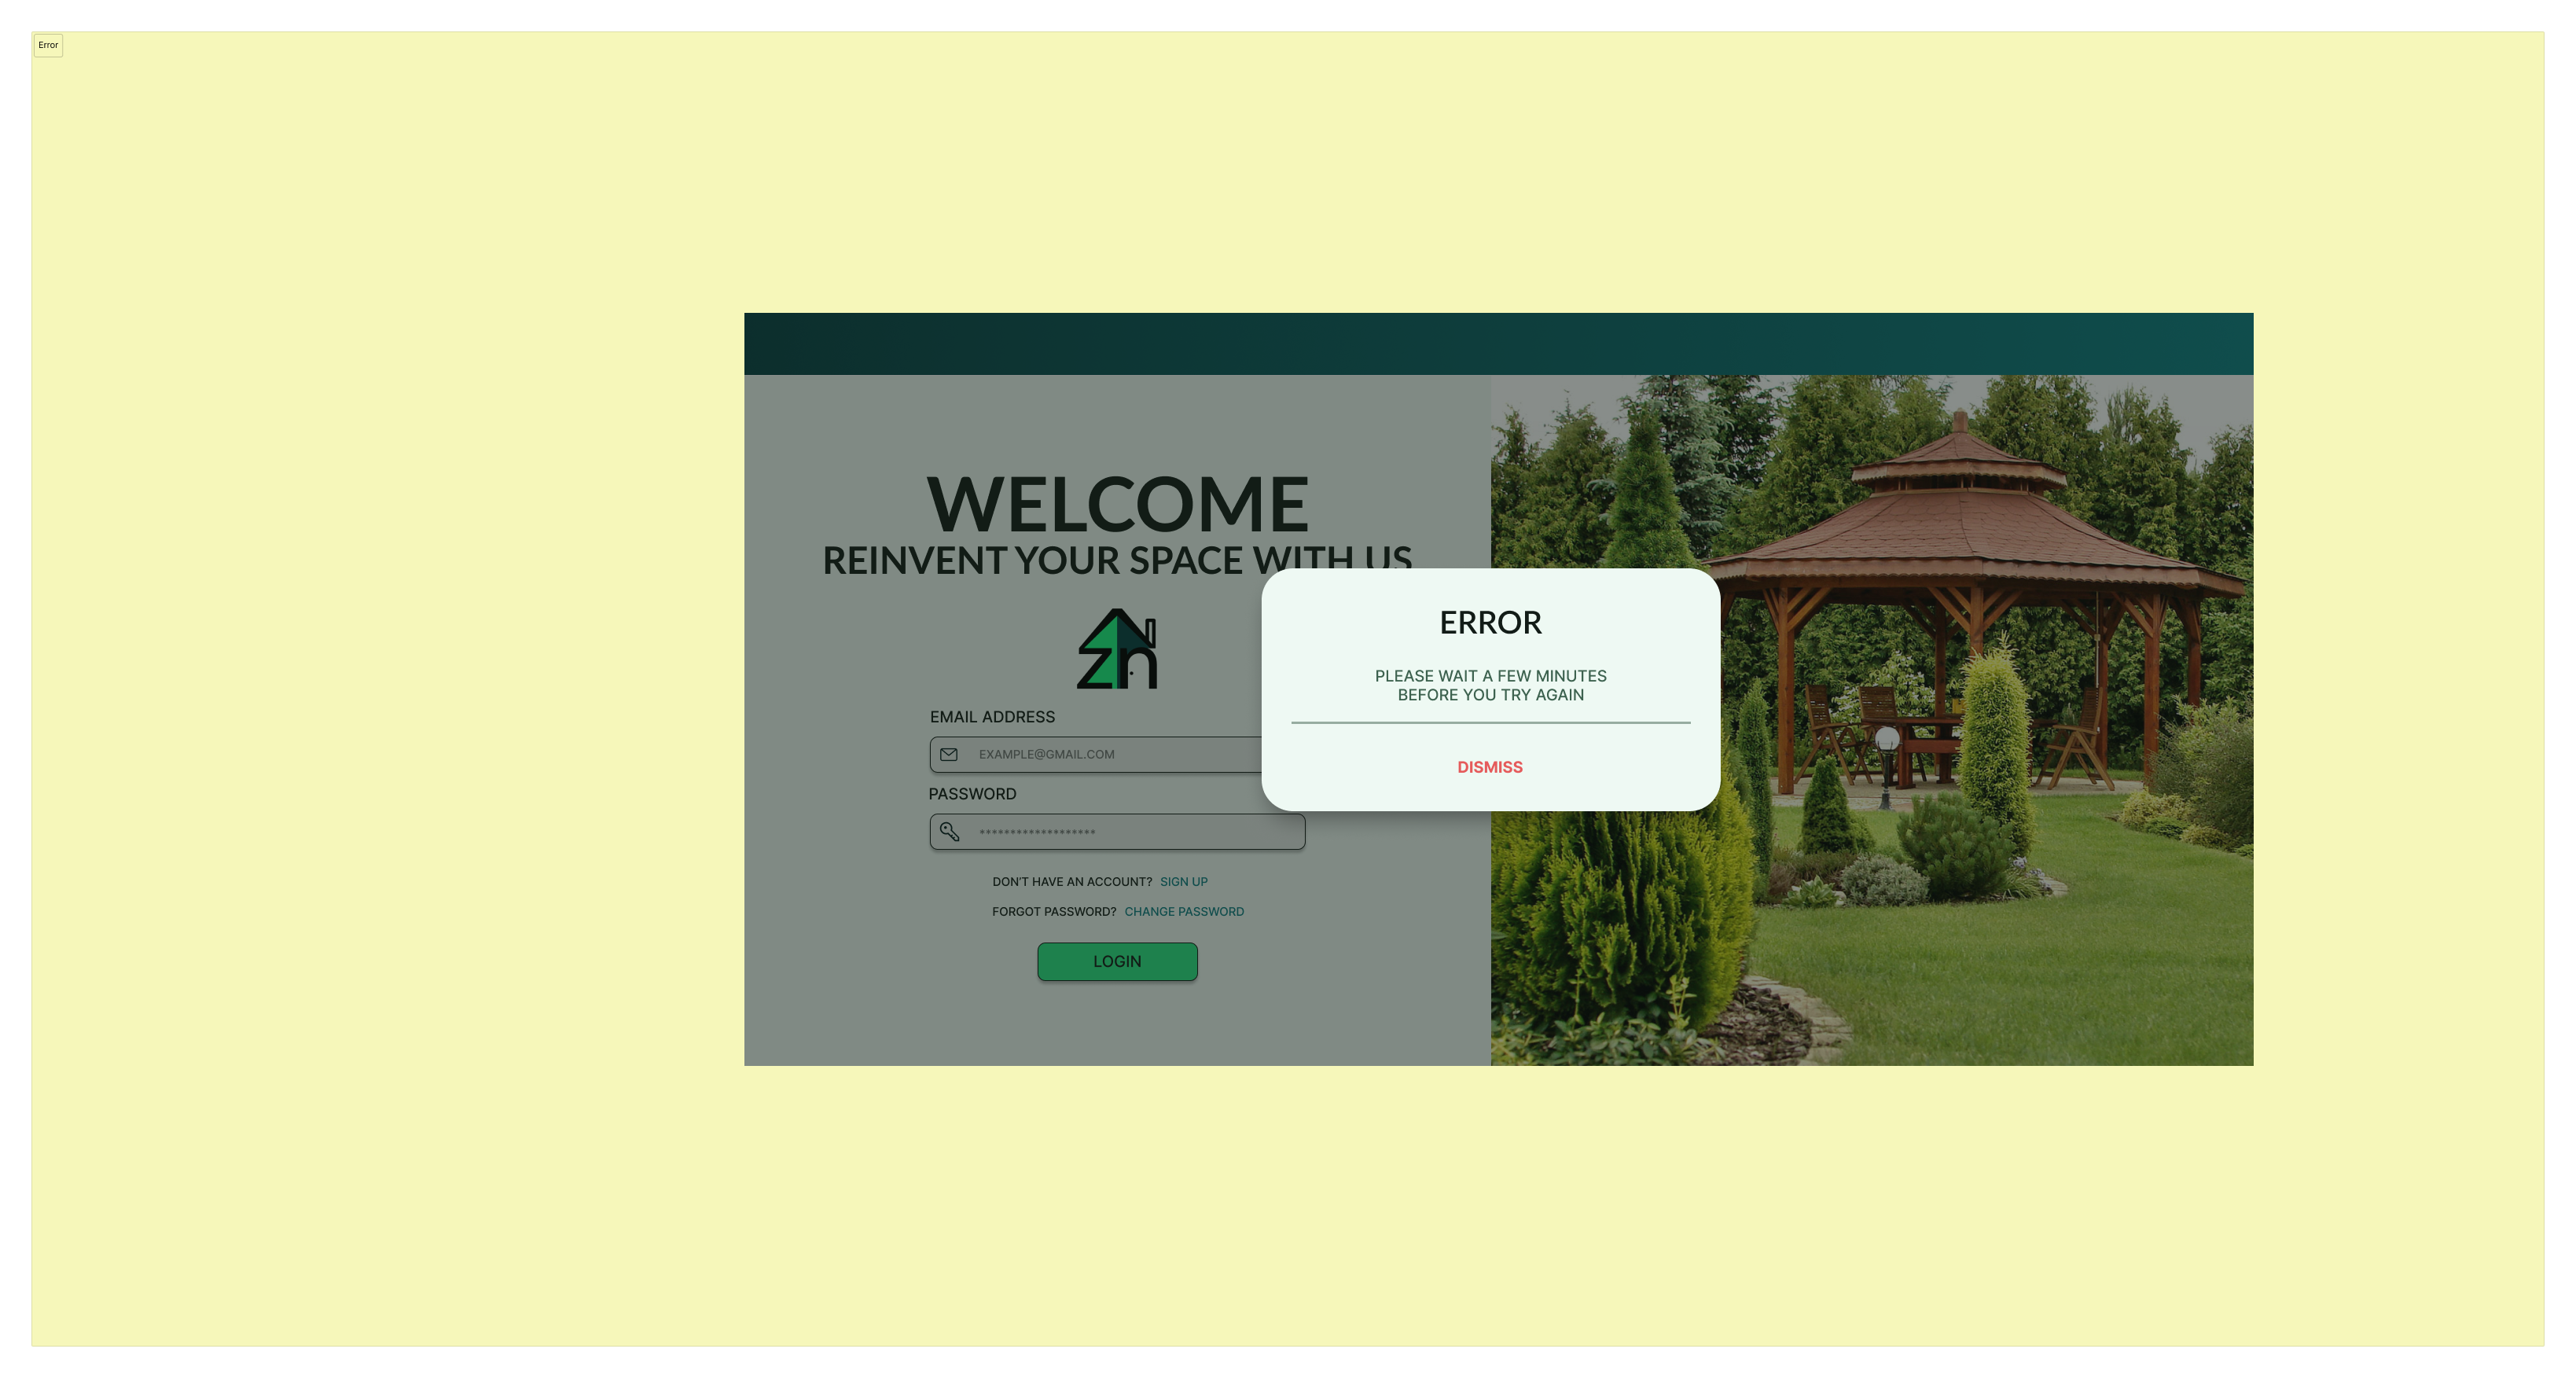 Error
WELCOME
REINVENT YOUR SPACE WITH US
zn
EMAIL ADDRESS
EXAMPLE@GMAIL.COM
PASSWORD
*******************
DON'T HAVE AN ACCOUNT? SIGN UP
FORGOT PASSWORD? CHANGE PASSWORD
LOGIN
ERROR
PLEASE WAIT A FEW MINUTES
BEFORE YOU TRY AGAIN
DISMISS